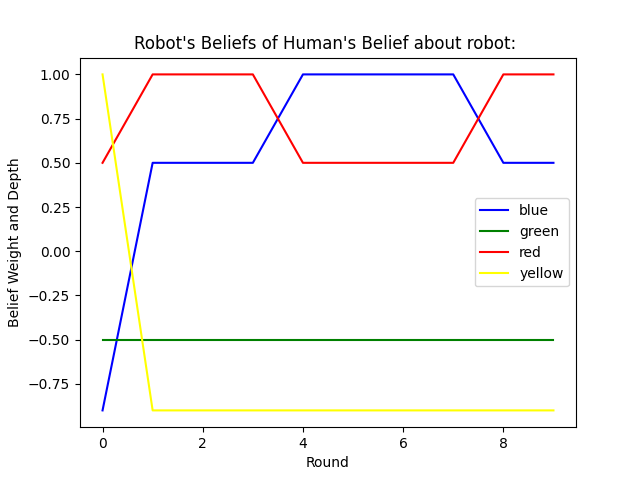 Robot's Beliefs of Human's Belief about robot:
1.00
0.75
0.50
0.25
0.00
−0.25
−0.50
−0.75
Belief Weight and Depth
blue
green
red
yellow
0 2 4 6 8
Round